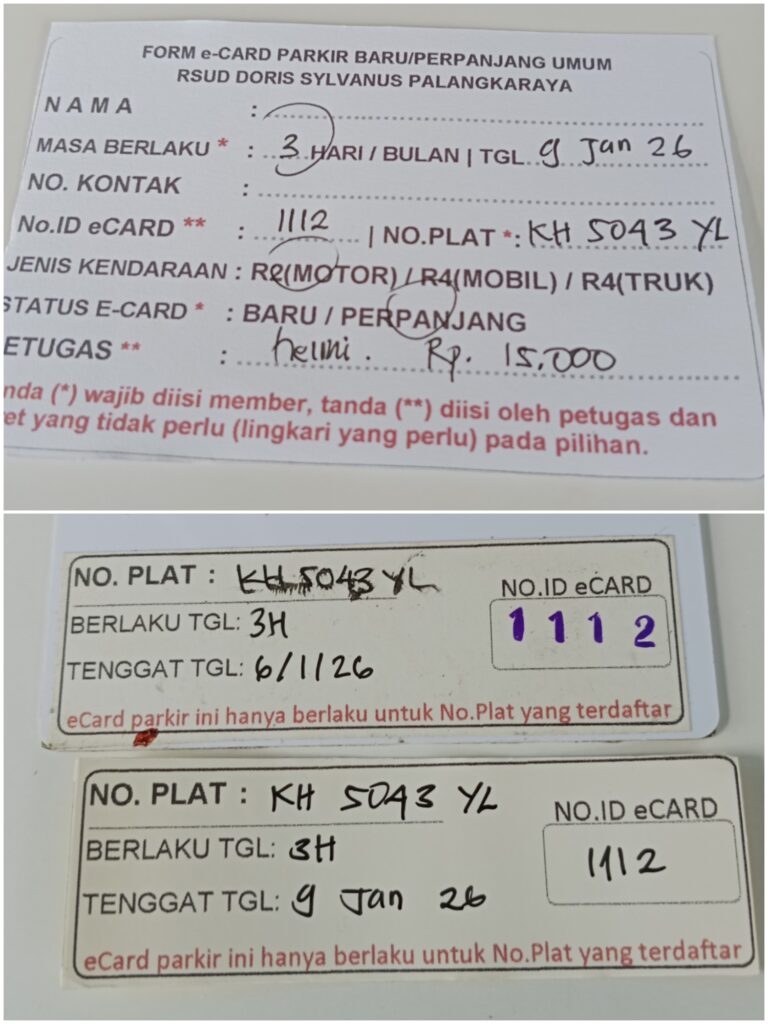 FORM e-CARD PARKIR BARU/PERPANJANG UMUM
RSUD DORIS SYLVANUS PALANGKARAYA
NAMA :
MASA BERLAKU * : 3 HARI / BULAN | TGL 9 Jan 26
NO. KONTAK :
No.ID eCARD ** : 1112 | NO.PLAT *: KH 5043 YL
JENIS KENDARAAN : R2(MOTOR) / R4(MOBIL) / R4(TRUK)
STATUS E-CARD * : BARU / PERPANJANG
ETUGAS ** : helmi. Rp. 15.000
nda (*) wajib diisi member, tanda (**) diisi oleh petugas dan
et yang tidak perlu (lingkari yang perlu) pada pilihan.
NO. PLAT : KH 5043 YL
NO.ID eCARD
BERLAKU TGL: 3H
1112
TENGGAT TGL: 6/1/26
eCard parkir ini hanya berlaku untuk No.Plat yang terdaftar
NO. PLAT : KH 5043 YL
NO.ID eCARD
BERLAKU TGL: 3H
1112
TENGGAT TGL: 9 Jan 26
eCard parkir ini hanya berlaku untuk No.Plat yang terdaftar